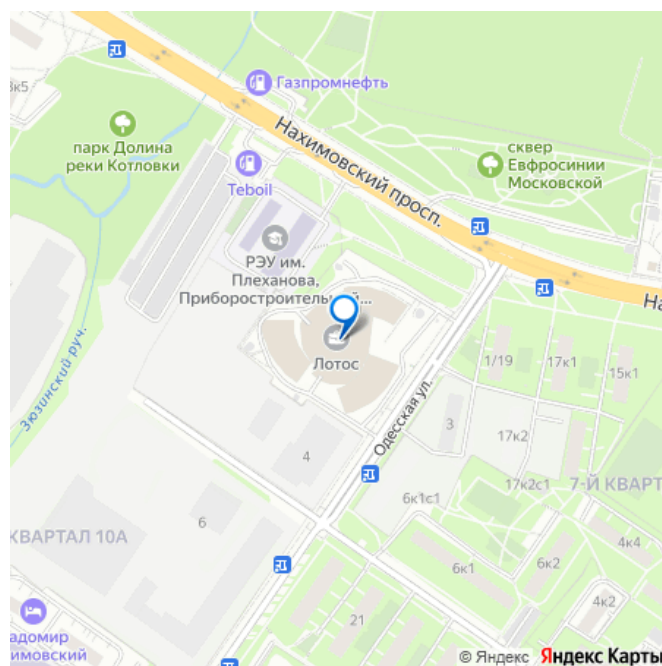 3к5
Газпромнефть
парк Долина
реки Котловки
Нахимовский просп.
сквер
Евфросинии
Московской
Teboil
РЭУ им.
Плеханова,
Приборостроительный...
На
Лотос
Зюзинский руч.
Одесская ул.
1/19
17к1
15к1
3
17к2
4
6к1с1
17к2с1
7-Й КВАРТ
6
КВАРТАЛ 10А
4к4
6к1
6к2
4к2
21
адомир
имовский
© Яндекс Яндекс Карты